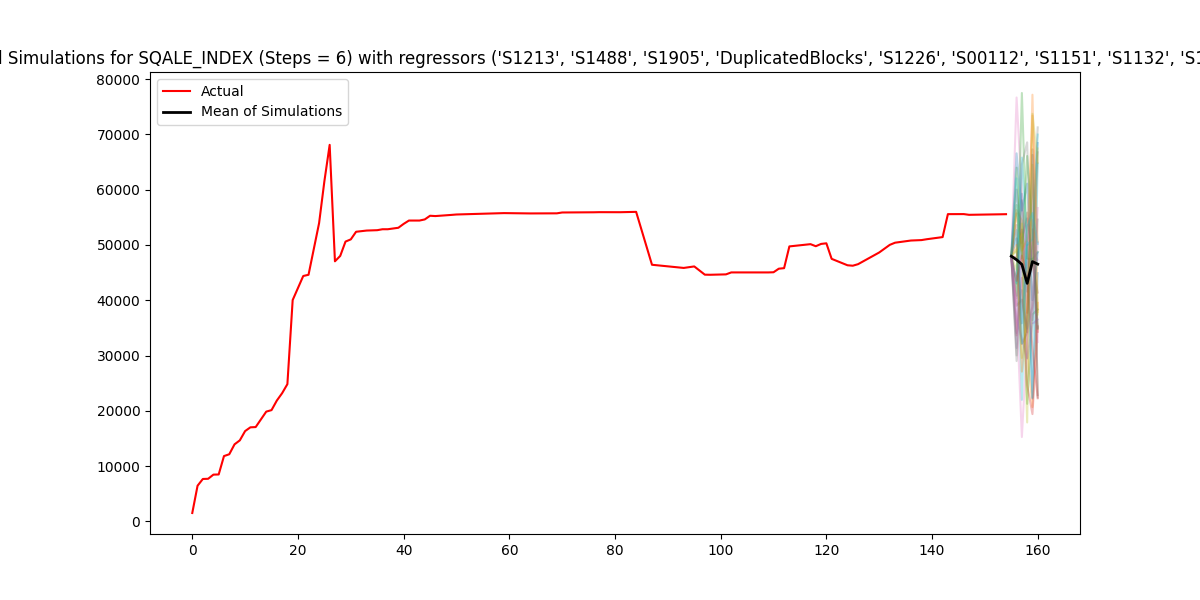 Simulations for SQALE_INDEX (Steps = 6) with regressors ('S1213', 'S1488', 'S1905', 'DuplicatedBlocks', 'S1226', 'S00112', 'S1151', 'S1132',
Actual
Mean of Simulations
80000
70000
60000
50000
40000
30000
20000
10000
0
0 20 40 60 80 100 120 140 160